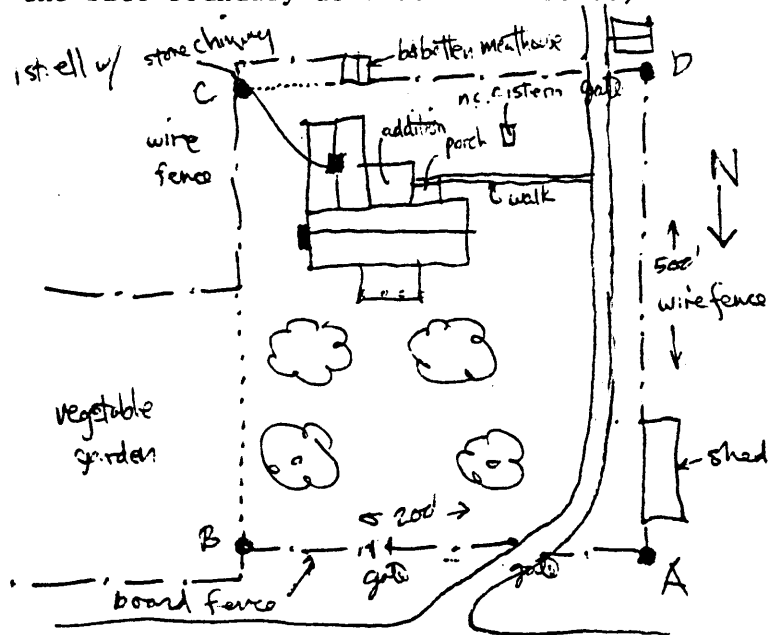 1st. ell w/ stone chimney
b&batten meathouse
C
D
n.c. cistern
gate
addition
porch
wire
fence
walk
N
500'
wire fence
vegetable
garden
shed
200'
B
gate
gate
A
board fence